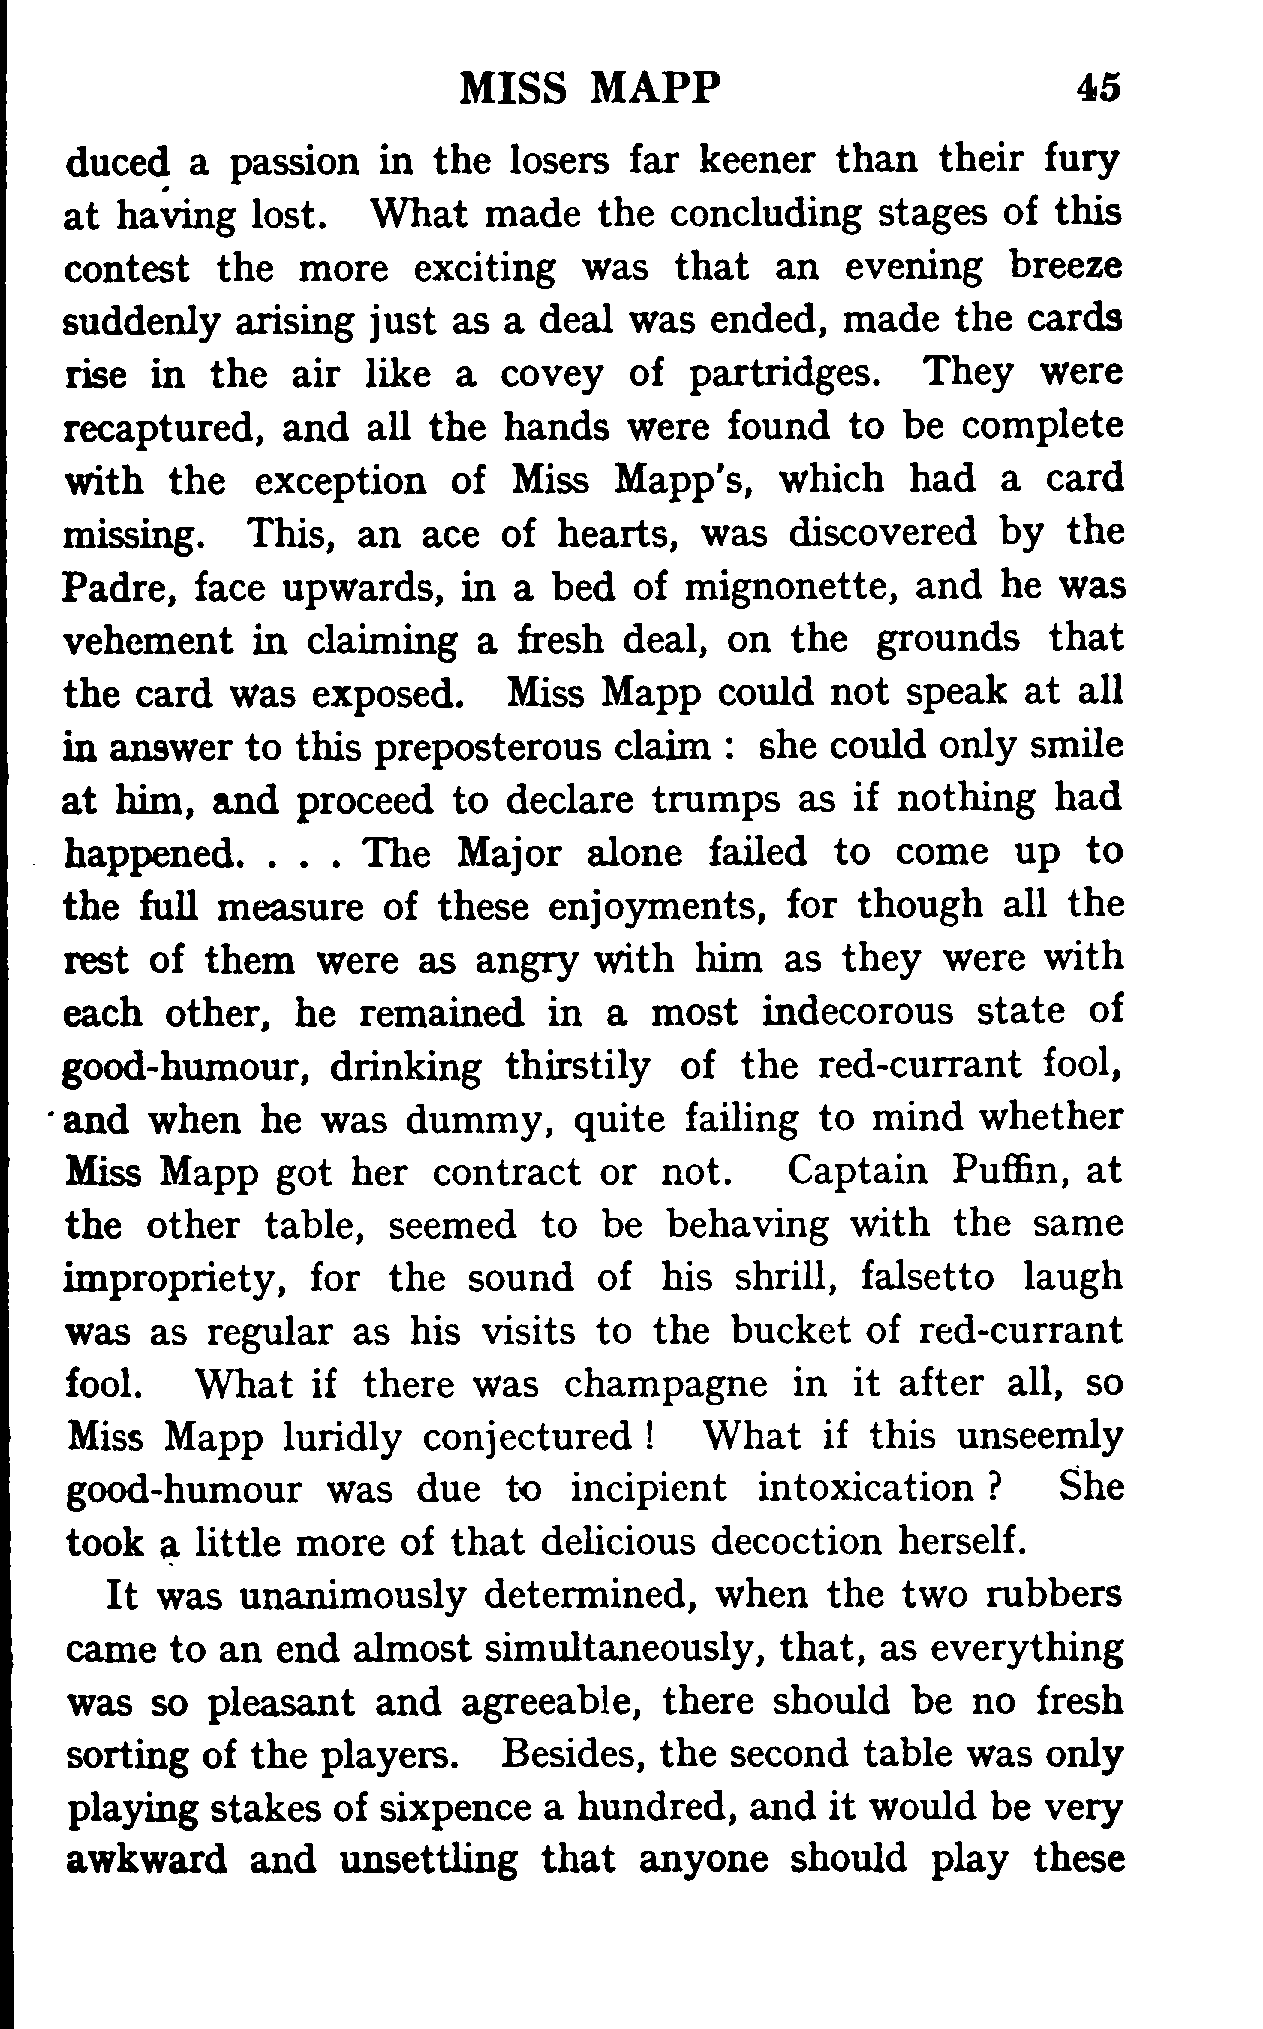 MISS MAPP 45
duced a passion in the losers far keener than their fury
at having lost. What made the concluding stages of this
contest the more exciting was that an evening breeze
suddenly arising just as a deal was ended, made the cards
rise in the air like a covey of partridges. They were
recaptured, and all the hands were found to be complete
with the exception of Miss Mapp's, which had a card
missing. This, an ace of hearts, was discovered by the
Padre, face upwards, in a bed of mignonette, and he was
vehement in claiming a fresh deal, on the grounds that
the card was exposed. Miss Mapp could not speak at all
in answer to this preposterous claim : she could only smile
at him, and proceed to declare trumps as if nothing had
happened. . . . The Major alone failed to come up to
the full measure of these enjoyments, for though all the
rest of them were as angry with him as they were with
each other, he remained in a most indecorous state of
good-humour, drinking thirstily of the red-currant fool,
and when he was dummy, quite failing to mind whether
Miss Mapp got her contract or not. Captain Puffin, at
the other table, seemed to be behaving with the same
impropriety, for the sound of his shrill, falsetto laugh
was as regular as his visits to the bucket of red-currant
fool. What if there was champagne in it after all, so
Miss Mapp luridly conjectured ! What if this unseemly
good-humour was due to incipient intoxication ? She
took a little more of that delicious decoction herself.
It was unanimously determined, when the two rubbers
came to an end almost simultaneously, that, as everything
was so pleasant and agreeable, there should be no fresh
sorting of the players. Besides, the second table was only
playing stakes of sixpence a hundred, and it would be very
awkward and unsettling that anyone should play these